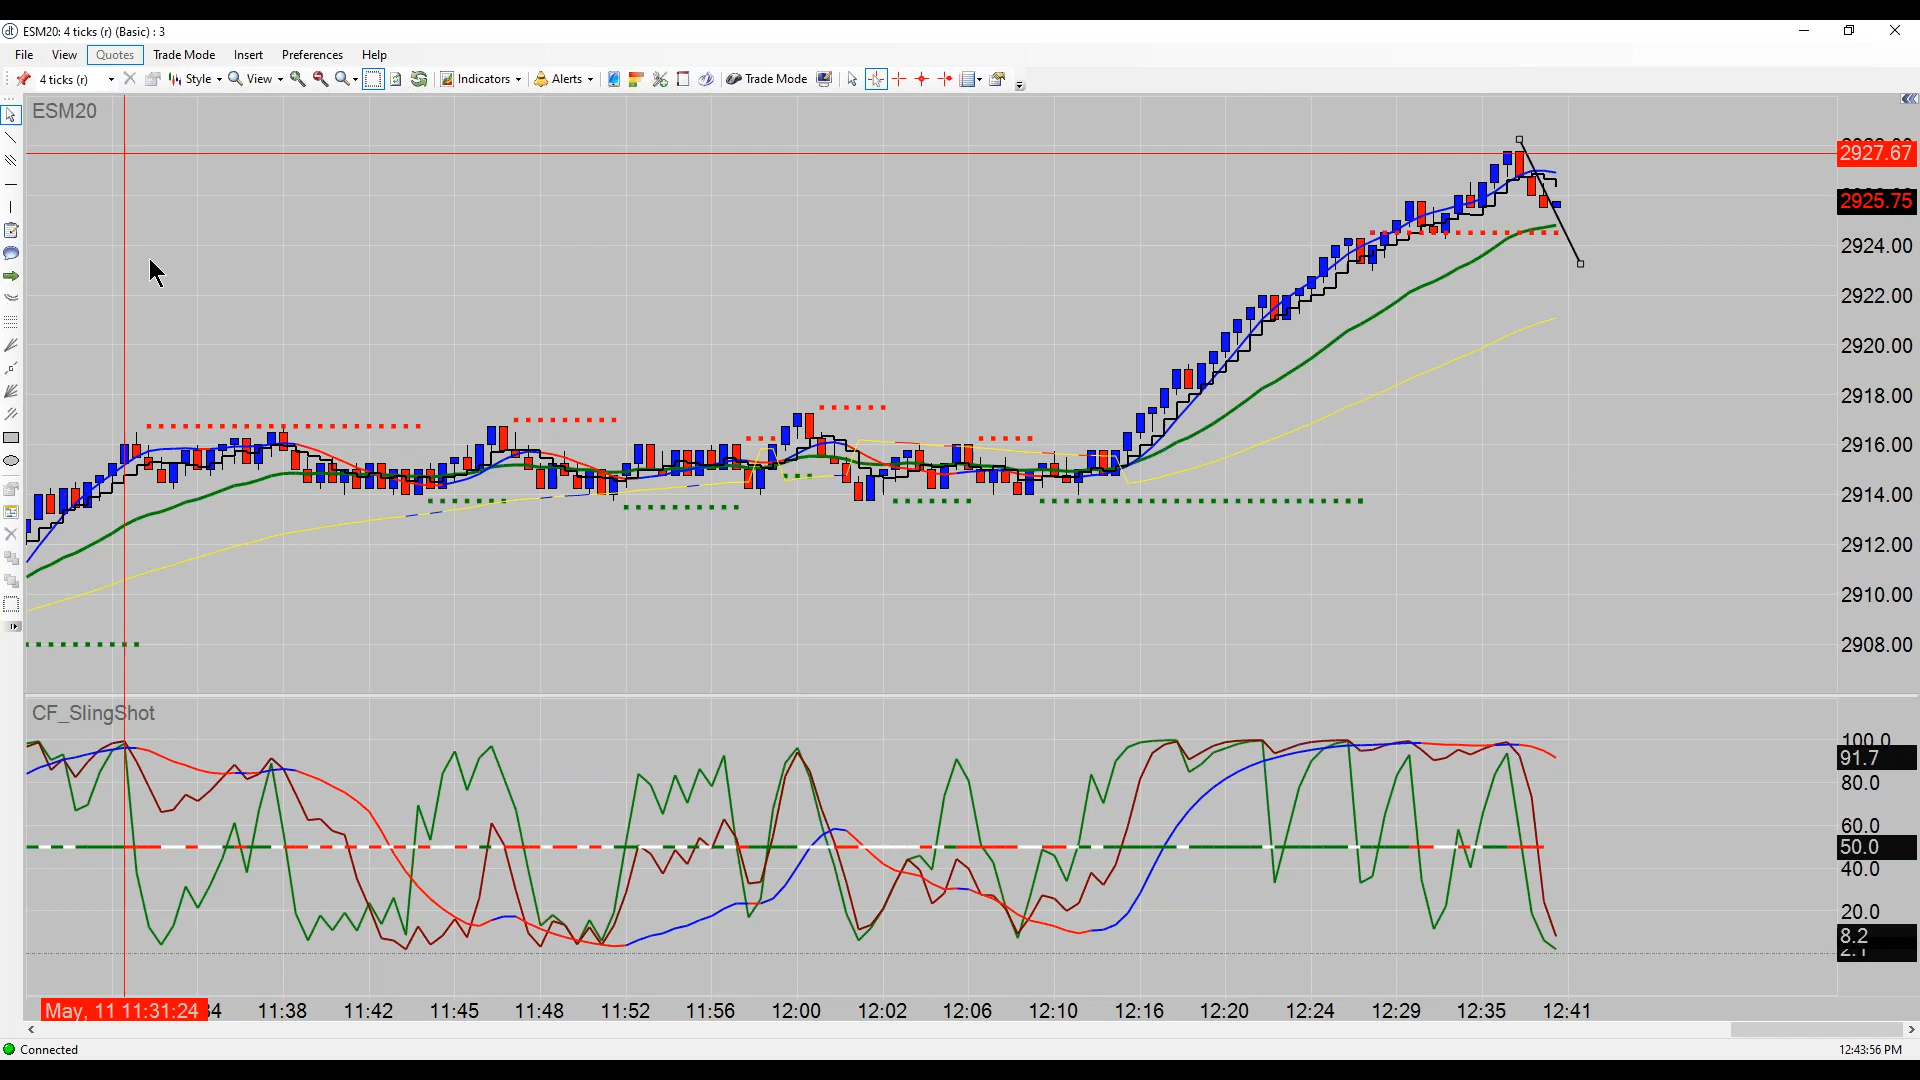 ESM20: 4 ticks (r) (Basic) : 3
File View Quotes Trade Mode Insert Preferences Help
4 ticks (r) Style View Indicators Alerts Trade Mode
ESM20
2927.67
2925.75
2924.00
2922.00
2920.00
2918.00
2916.00
2914.00
2912.00
2910.00
2908.00
CF_SlingShot
100.0
91.7
80.0
60.0
50.0
40.0
20.0
8.2
May, 11 11:31:24 34 11:38 11:42 11:45 11:48 11:52 11:56 12:00 12:02 12:06 12:10 12:16 12:20 12:24 12:29 12:35 12:41
Connected 12:43:56 PM